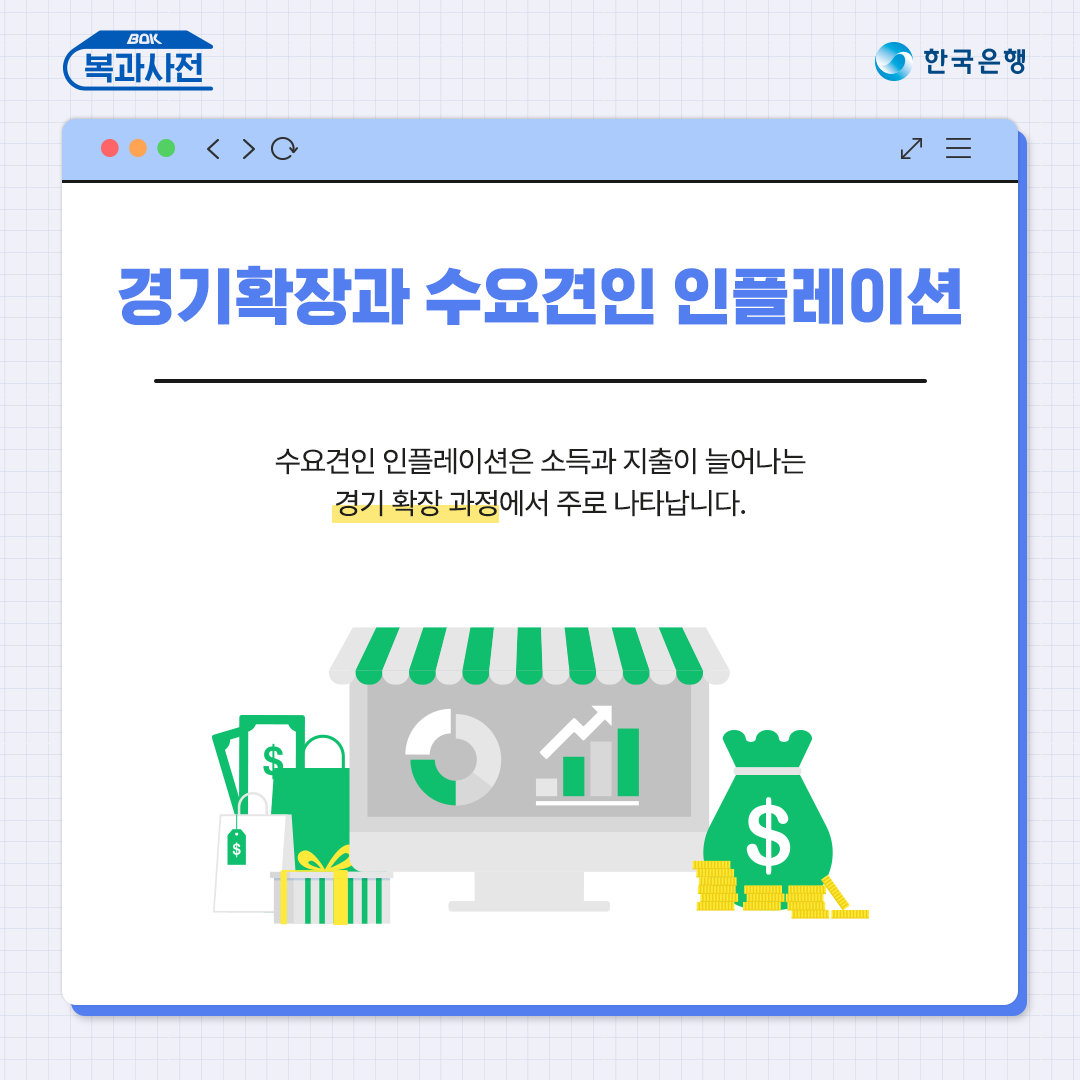 BOK
복과사전
한국은행
경기확장과 수요견인 인플레이션
수요견인 인플레이션은 소득과 지출이 늘어나는
경기 확장 과정에서 주로 나타납니다.
$
$
$